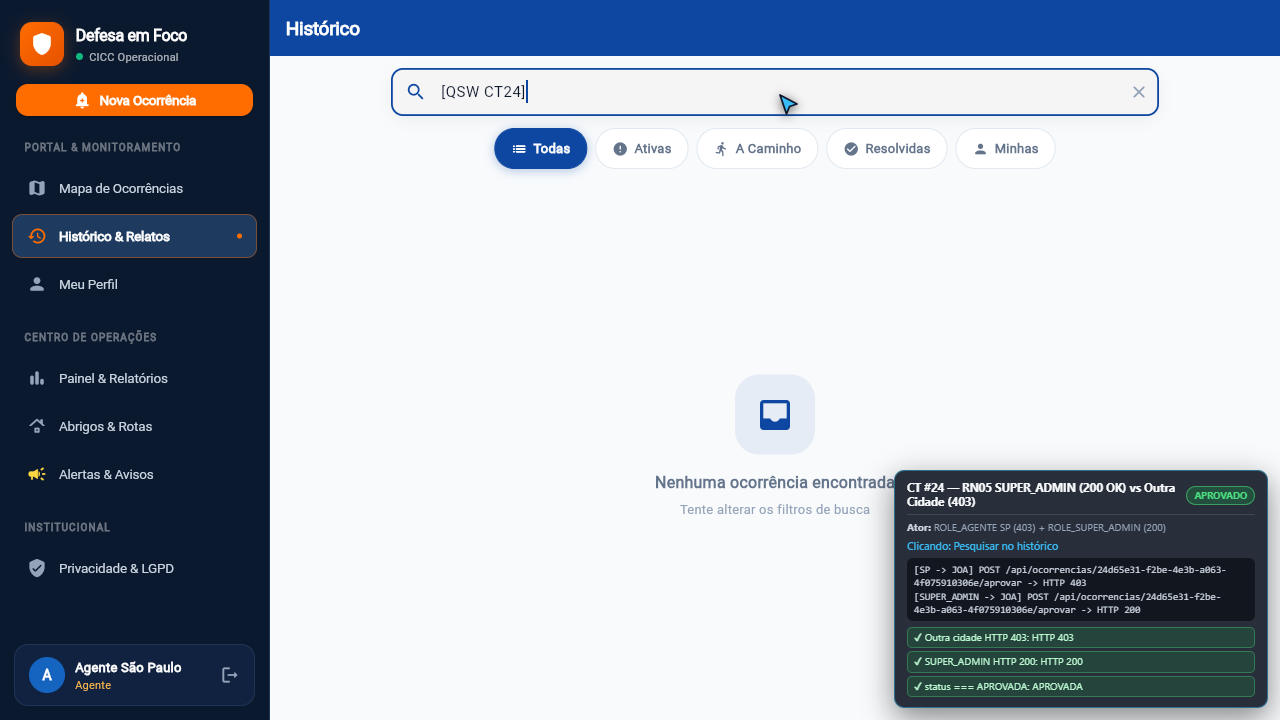 Defesa em Foco
CICC Operacional
Nova Ocorrência
PORTAL & MONITORAMENTO
Mapa de Ocorrências
Histórico & Relatos
Meu Perfil
CENTRO DE OPERAÇÕES
Painel & Relatórios
Abrigos & Rotas
Alertas & Avisos
INSTITUCIONAL
Privacidade & LGPD
A
Agente São Paulo
Agente
Histórico
[QSW CT24]
Todas
Ativas
A Caminho
Resolvidas
Minhas
Nenhuma ocorrência encontrada
Tente alterar os filtros de busca
CT #24 — RN05 SUPER_ADMIN (200 OK) vs Outra
Cidade (403)
APROVADO
Ator: ROLE_AGENTE SP (403) + ROLE_SUPER_ADMIN (200)
Clicando: Pesquisar no histórico
[SP -> JOA] POST /api/ocorrencias/24d65e31-f2be-4e3b-a063-
4f075910306e/aprovar -> HTTP 403
[SUPER_ADMIN -> JOA] POST /api/ocorrencias/24d65e31-f2be-
4e3b-a063-4f075910306e/aprovar -> HTTP 200
✓ Outra cidade HTTP 403: HTTP 403
✓ SUPER_ADMIN HTTP 200: HTTP 200
✓ status === APROVADA: APROVADA